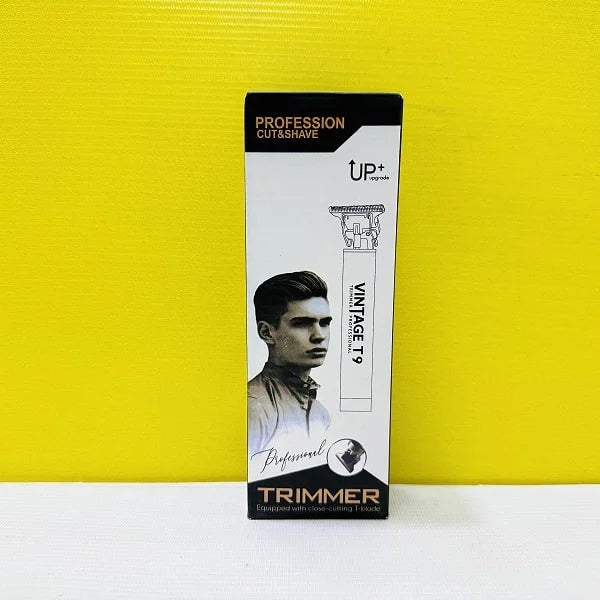 PROFESSION
CUT&SHAVE
UP+
upgrade
VINTAGE T9
TRIMMER PROFESSIONAL
Professional
TRIMMER
Equipped with close-cutting T-blade